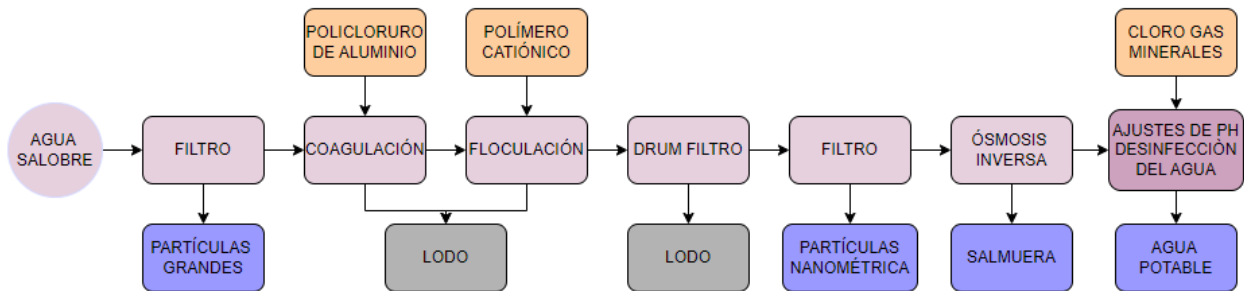 POLICLORURO
DE ALUMINIO
POLÍMERO
CATIÓNICO
CLORO GAS
MINERALES
AGUA
SALOBRE
FILTRO
COAGULACIÓN
FLOCULACIÓN
DRUM FILTRO
FILTRO
ÓSMOSIS
INVERSA
AJUSTES DE PH
DESINFECCIÒN
DEL AGUA
PARTÍCULAS
GRANDES
LODO
LODO
PARTÍCULAS
NANOMÉTRICA
SALMUERA
AGUA
POTABLE